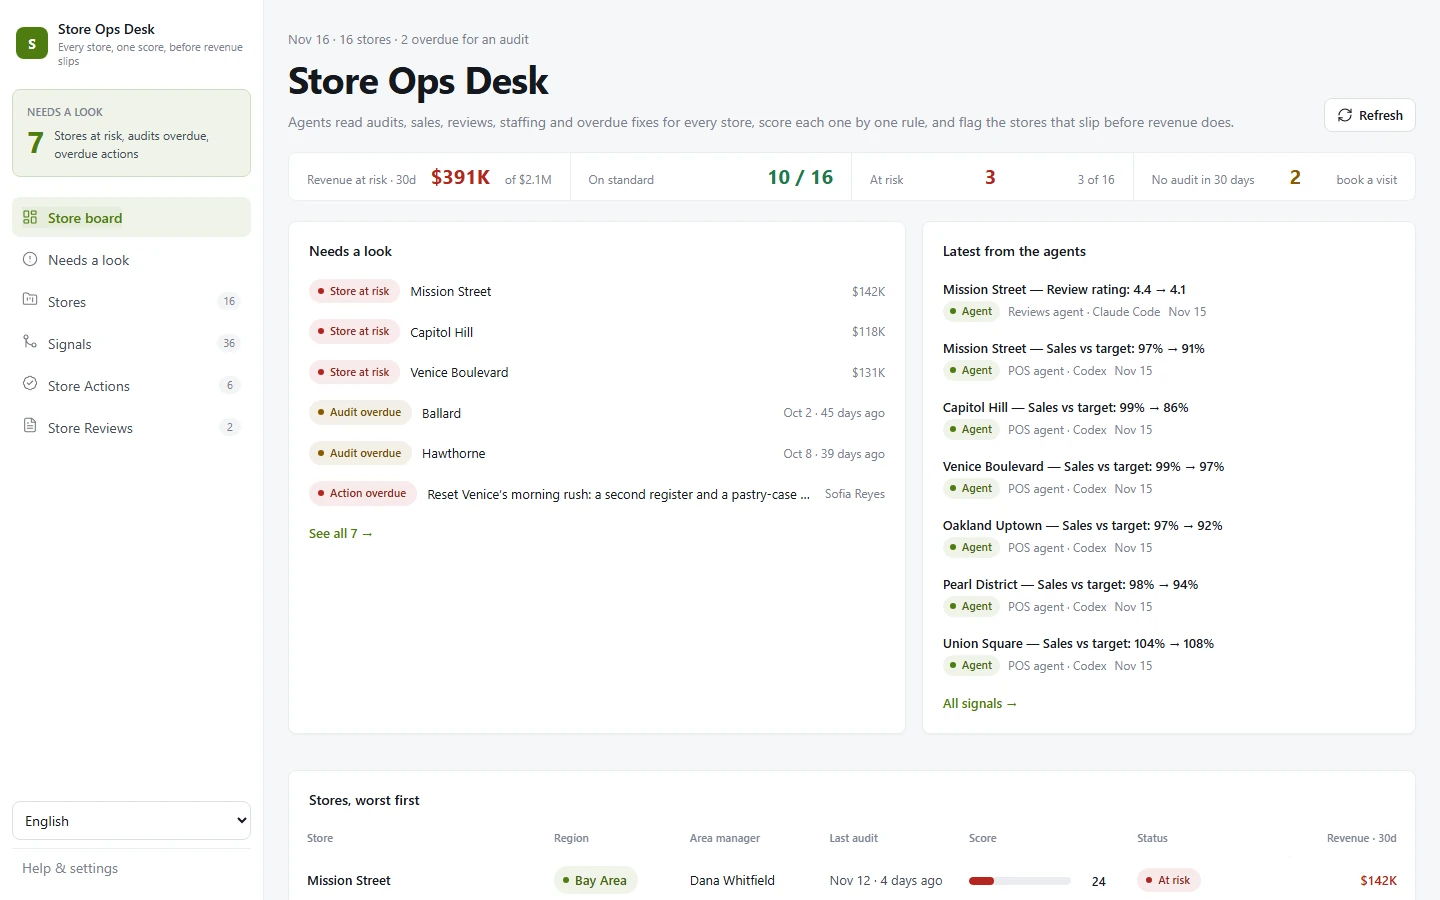 S
Store Ops Desk
Every store, one score, before revenue
slips
NEEDS A LOOK
7
Stores at risk, audits overdue,
overdue actions
Store board
Needs a look
Stores 16
Signals 36
Store Actions 6
Store Reviews 2
English
Help & settings
Nov 16 · 16 stores · 2 overdue for an audit
Store Ops Desk
Agents read audits, sales, reviews, staffing and overdue fixes for every store, score each one by one rule, and flag the stores that slip before revenue does.
Refresh
Revenue at risk · 30d $391K of $2.1M
On standard 10 / 16
At risk 3 3 of 16
No audit in 30 days 2 book a visit
Needs a look
Store at risk Mission Street $142K
Store at risk Capitol Hill $118K
Store at risk Venice Boulevard $131K
Audit overdue Ballard Oct 2 · 45 days ago
Audit overdue Hawthorne Oct 8 · 39 days ago
Action overdue Reset Venice's morning rush: a second register and a pastry-case ... Sofia Reyes
See all 7 →
Latest from the agents
Mission Street — Review rating: 4.4 → 4.1
Agent Reviews agent · Claude Code Nov 15
Mission Street — Sales vs target: 97% → 91%
Agent POS agent · Codex Nov 15
Capitol Hill — Sales vs target: 99% → 86%
Agent POS agent · Codex Nov 15
Venice Boulevard — Sales vs target: 99% → 97%
Agent POS agent · Codex Nov 15
Oakland Uptown — Sales vs target: 97% → 92%
Agent POS agent · Codex Nov 15
Pearl District — Sales vs target: 98% → 94%
Agent POS agent · Codex Nov 15
Union Square — Sales vs target: 104% → 108%
Agent POS agent · Codex Nov 15
All signals →
Stores, worst first
Store Region Area manager Last audit Score Status Revenue · 30d
Mission Street Bay Area Dana Whitfield Nov 12 · 4 days ago 24 At risk $142K